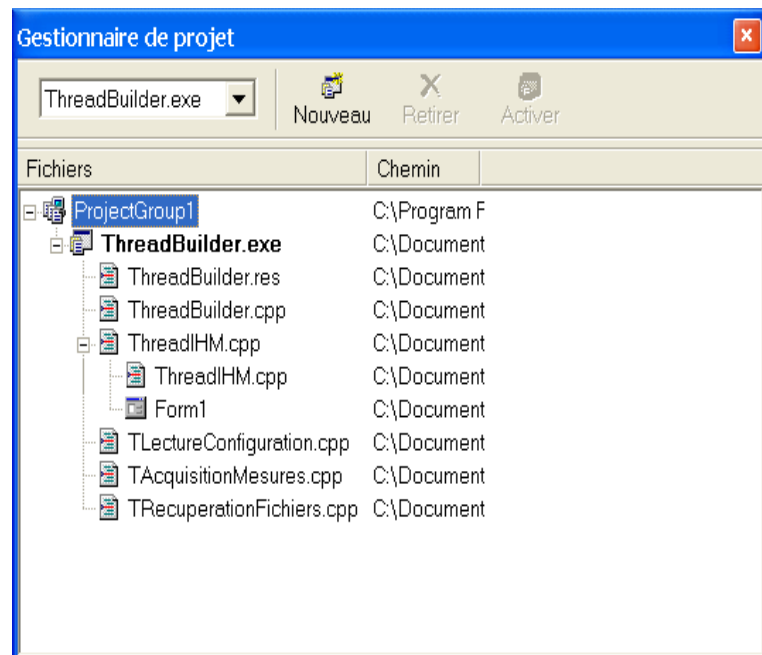 Gestionnaire de projet
ThreadBuilder.exe
Nouveau Retirer Activer
Fichiers Chemin
ProjectGroup1 C:\Program F
ThreadBuilder.exe C:\Document
ThreadBuilder.res C:\Document
ThreadBuilder.cpp C:\Document
ThreadIHM.cpp C:\Document
ThreadIHM.cpp C:\Document
Form1 C:\Document
TLectureConfiguration.cpp C:\Document
TAcquisitionMesures.cpp C:\Document
TRecuperationFichiers.cpp C:\Document